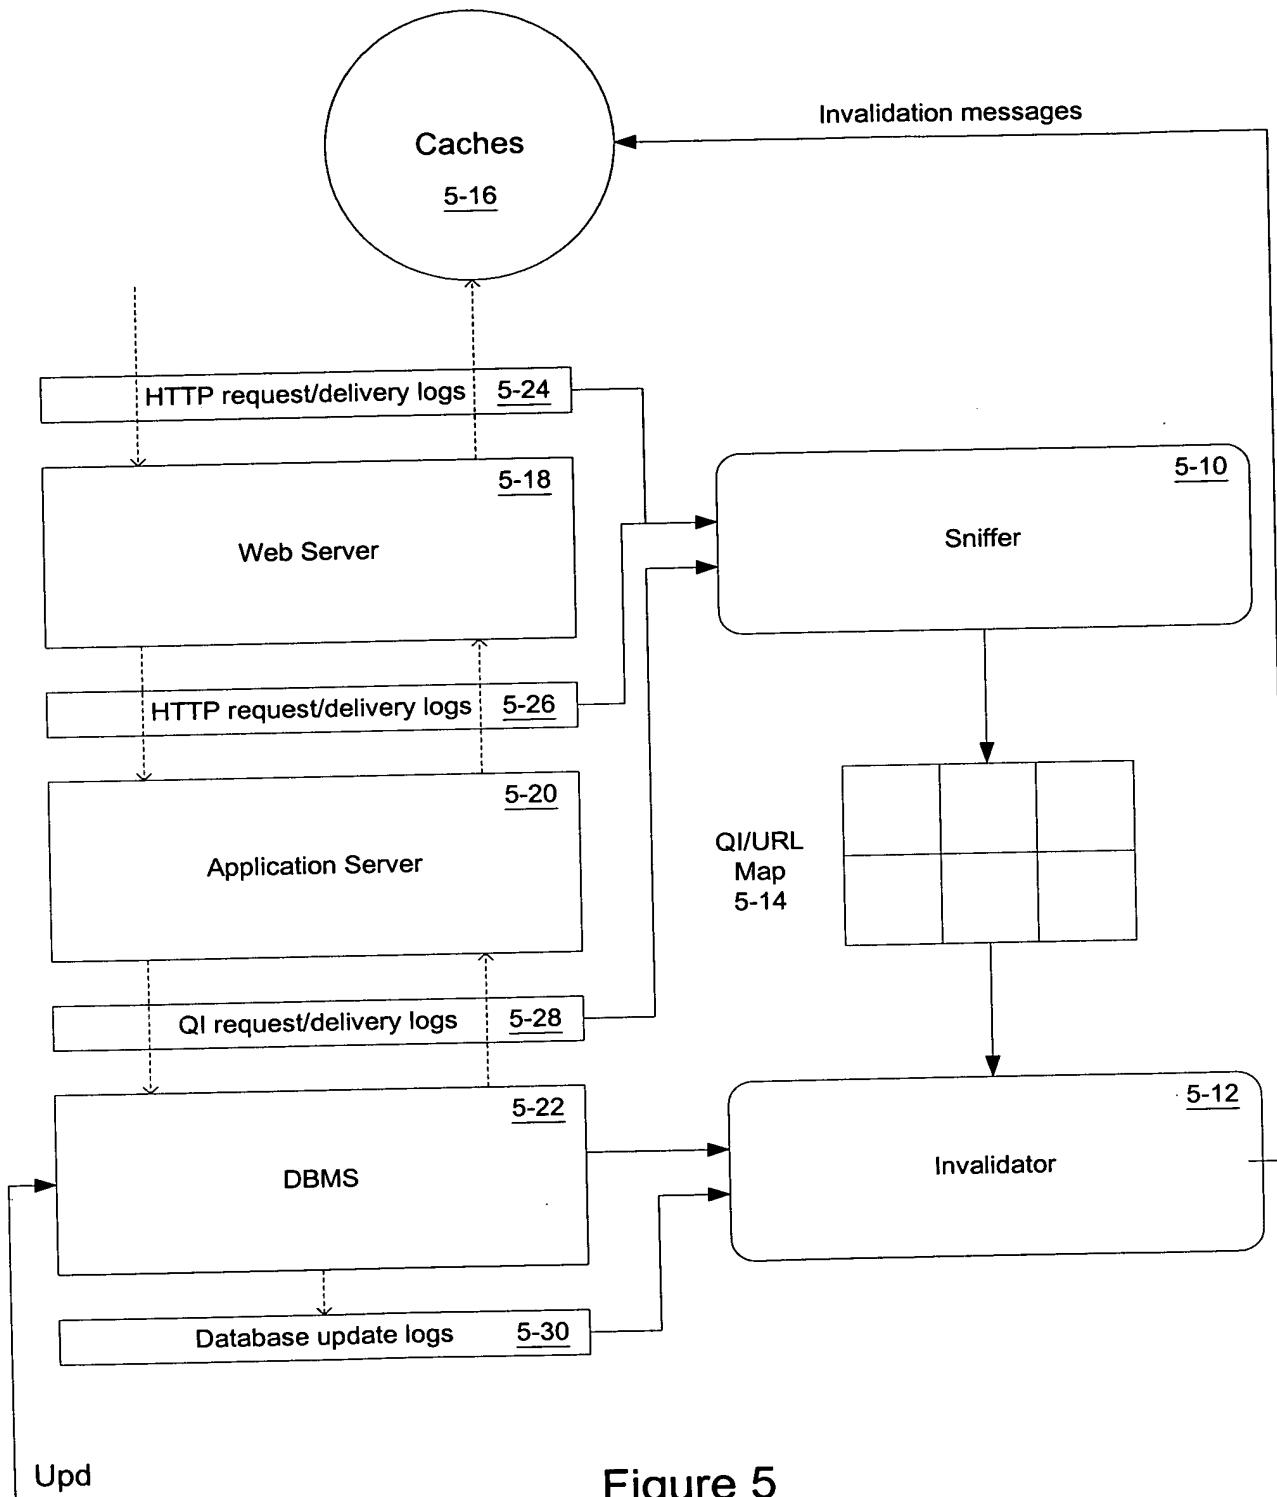 Invalidation messages
Caches
5-16
HTTP request/delivery logs 5-24
5-18
Web Server
5-10
Sniffer
HTTP request/delivery logs 5-26
5-20
Application Server
QI/URL
Map
5-14
QI request/delivery logs 5-28
5-22
DBMS
5-12
Invalidator
Database update logs 5-30
Upd
Figure 5